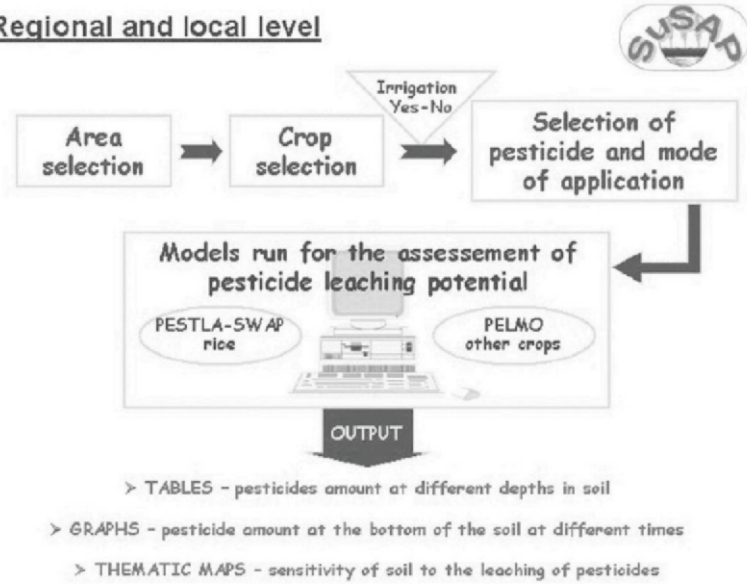 Regional and local level
SuSAP
Irrigation
Yes-No
Area
selection
Crop
selection
Selection of
pesticide and mode
of application
Models run for the assessement of
pesticide leaching potential
PESTLA-SWAP
rice
PELMO
other crops
OUTPUT
➢ TABLES – pesticides amount at different depths in soil
➢ GRAPHS – pesticide amount at the bottom of the soil at different times
➢ THEMATIC MAPS – sensitivity of soil to the leaching of pesticides